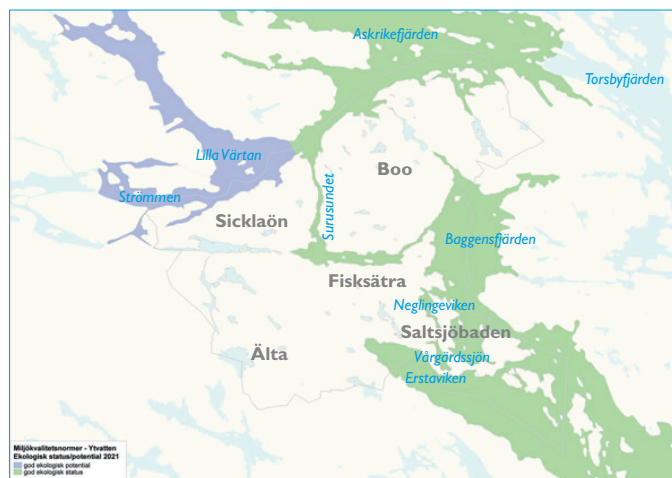 Askrikefjärden
Torsbyfjärden
Lilla Värtan
Boo
Strömmen
Surusundet
Sicklaön
Baggensfjärden
Fisksätra
Neglingeviken
Saltsjöbaden
Älta
Vårgärdssjön
Erstaviken
Miljökvalitetsnormer - Ytvatten
Ekologisk status/potential 2021
god ekologisk potential
god ekologisk status